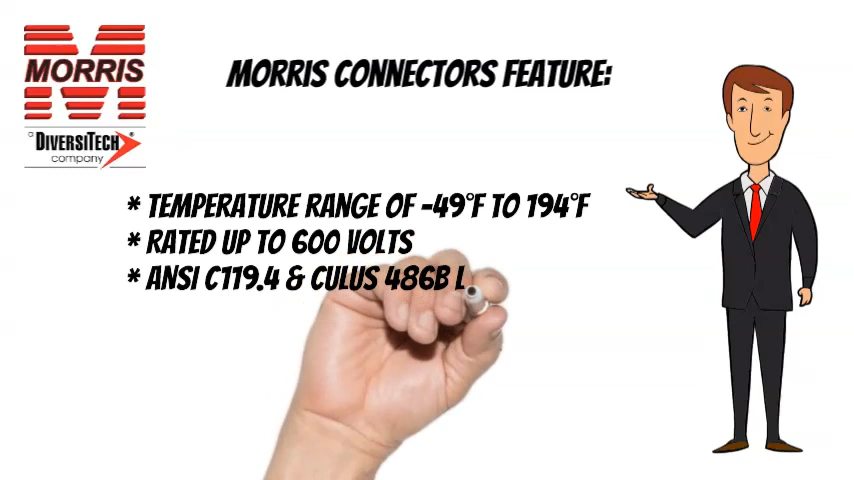 MORRIS
A DIVERSITECH®
company
MORRIS CONNECTORS FEATURE:
* TEMPERATURE RANGE OF -49°F TO 194°F
* RATED UP TO 600 VOLTS
* ANSI C119.4 & CULUS 486B L